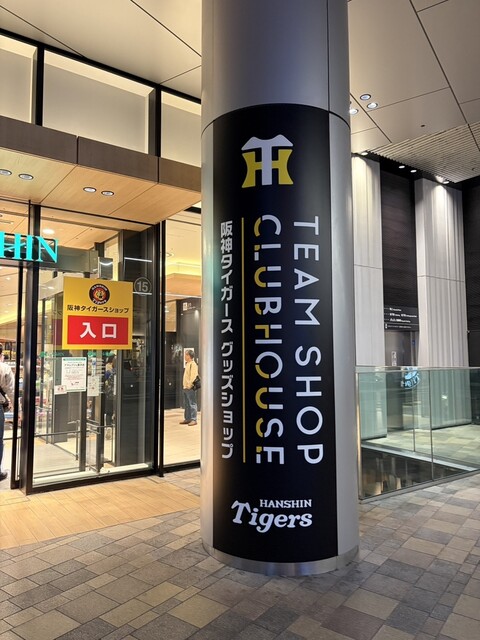 HIN
15
阪神タイガースショップ
入口
TEAM SHOP
CLUBHOUSE
阪神タイガース グッズショップ
HANSHIN
Tigers